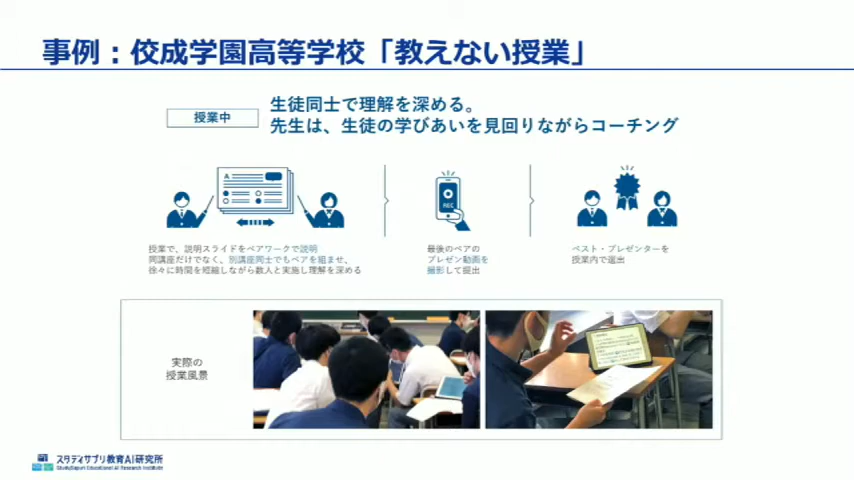 事例：佼成学園高等学校「教えない授業」
授業中
生徒同士で理解を深める。
先生は、生徒の学びあいを見回りながらコーチング
A
REC
授業で、説明スライドをペアワークで説明
同講座だけでなく、別講座同士でもペアを組ませ、
徐々に時間を短縮しながら数人と実施し理解を深める
最後のペアの
プレゼン動画を
撮影して提出
ベスト・プレゼンターを
授業内で選出
実際の
授業風景
スタディサプリ教育AI研究所
StudySapuri Educational AI Research Institute